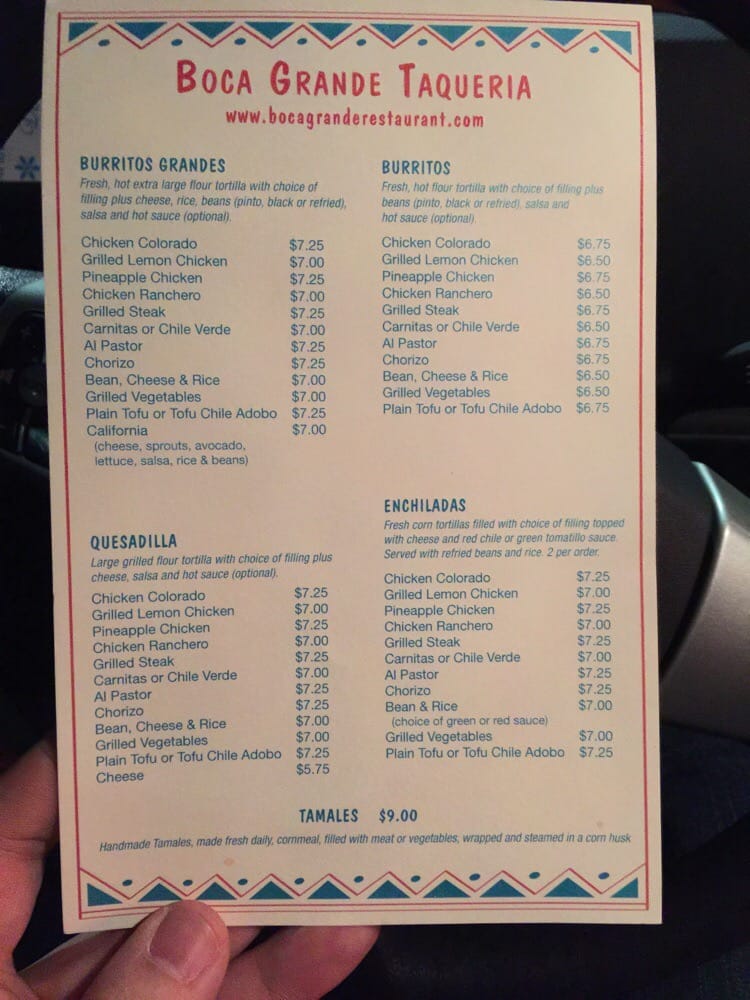 BOCA GRANDE TAQUERIA
www.bocagranderestaurant.com
BURRITOS GRANDES
Fresh, hot extra large flour tortilla with choice of
filling plus cheese, rice, beans (pinto, black or refried),
salsa and hot sauce (optional).
Chicken Colorado $7.25
Grilled Lemon Chicken $7.00
Pineapple Chicken $7.25
Chicken Ranchero $7.00
Grilled Steak $7.25
Carnitas or Chile Verde $7.00
Al Pastor $7.25
Chorizo $7.25
Bean, Cheese & Rice $7.00
Grilled Vegetables $7.00
Plain Tofu or Tofu Chile Adobo $7.25
California $7.00
(cheese, sprouts, avocado,
lettuce, salsa, rice & beans)
BURRITOS
Fresh, hot flour tortilla with choice of filling plus
beans (pinto, black or refried), salsa and
hot sauce (optional)
Chicken Colorado $6.75
Grilled Lemon Chicken $6.50
Pineapple Chicken $6.75
Chicken Ranchero $6.50
Grilled Steak $6.75
Carnitas or Chile Verde $6.50
Al Pastor $6.75
Chorizo $6.75
Bean, Cheese & Rice $6.50
Grilled Vegetables $6.50
Plain Tofu or Tofu Chile Adobo $6.75
QUESADILLA
Large grilled flour tortilla with choice of filling plus
cheese, salsa and hot sauce (optional).
Chicken Colorado $7.25
Grilled Lemon Chicken $7.00
Pineapple Chicken $7.25
Chicken Ranchero $7.00
Grilled Steak $7.25
Carnitas or Chile Verde $7.00
Al Pastor $7.25
Chorizo $7.25
Bean, Cheese & Rice $7.00
Grilled Vegetables $7.00
Plain Tofu or Tofu Chile Adobo $7.25
Cheese $5.75
ENCHILADAS
Fresh corn tortillas filled with choice of filling topped
with cheese and red chile or green tomatillo sauce.
Served with refried beans and rice. 2 per order.
Chicken Colorado $7.25
Grilled Lemon Chicken $7.00
Pineapple Chicken $7.25
Chicken Ranchero $7.00
Grilled Steak $7.25
Carnitas or Chile Verde $7.00
Al Pastor $7.25
Chorizo $7.25
Bean & Rice $7.00
(choice of green or red sauce)
Grilled Vegetables $7.00
Plain Tofu or Tofu Chile Adobo $7.25
TAMALES $9.00
Handmade Tamales, made fresh daily, cornmeal, filled with meat or vegetables, wrapped and steamed in a corn husk